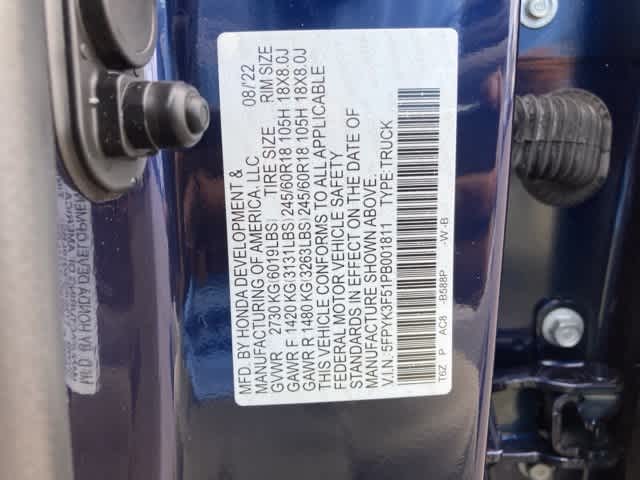 MFD. BY HONDA DEVELOPMENT & 08/22
MANUFACTURING OF AMERICA, LLC
GVWR 2730 KG(6019LBS) TIRE SIZE RIM SIZE
GAWR F 1420 KG(3131LBS) 245/60R18 105H 18X8.0J
GAWR R 1480 KG(3263LBS) 245/60R18 105H 18X8.0J
THIS VEHICLE CONFORMS TO ALL APPLICABLE
FEDERAL MOTOR VEHICLE SAFETY
STANDARDS IN EFFECT ON THE DATE OF
MANUFACTURE SHOWN ABOVE.
V.I.N: 5FPYK3F51PB001811 TYPE:TRUCK
T6Z P AC8 -B588P -W-B